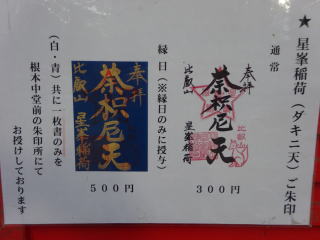 ★星峯稲荷（ダキニ天）ご朱印
通常
奉拝
荼枳尼天
比叡山
星峯稲荷
300円
縁日（※縁日のみに授与）
奉拝
荼枳尼天
比叡山
星峯稲荷
500円
（白・青）共に一枚書のみを
根本中堂前の朱印所にて
お授けしております